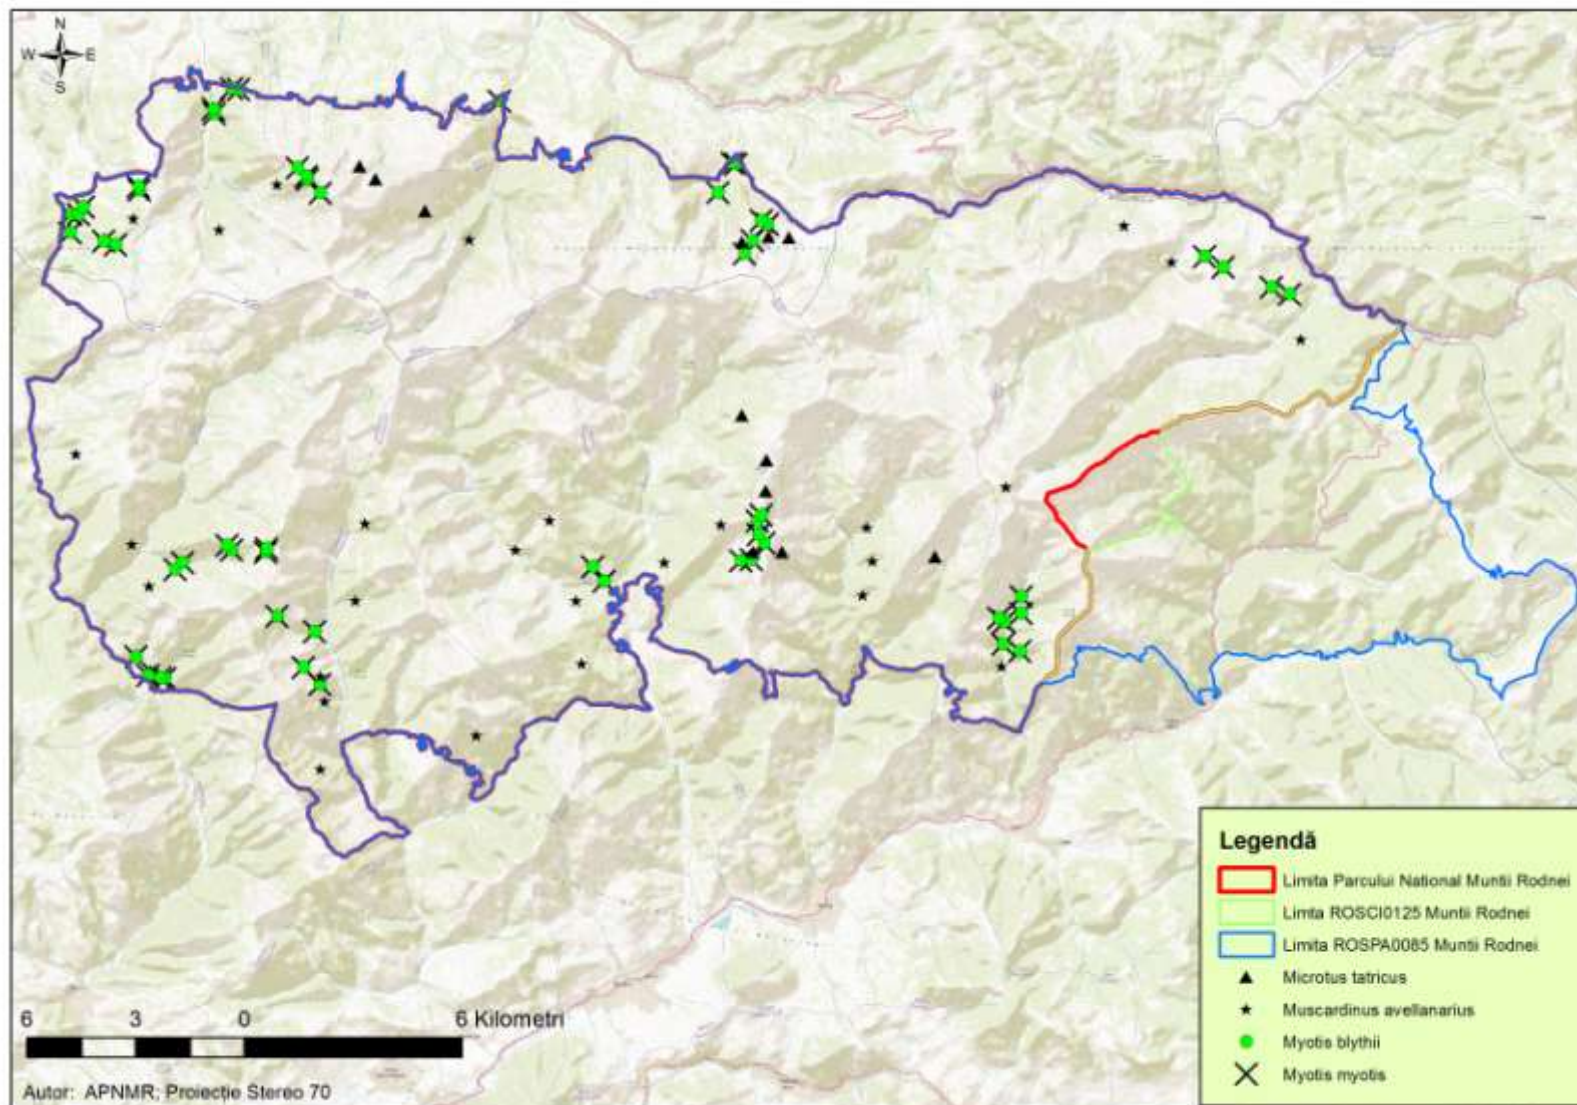 N
W E
S
Legendă
Limita Parcului National Muntii Rodnei
Limta ROSCI0125 Muntii Rodnei
Limita ROSPA0085 Muntii Rodnei
Microtus tatricus
Muscardinus avellanarius
Myotis blythii
Myotis myotis
6 3 0 6 Kilometri
Autor: APNMR; Proiecție Stereo 70